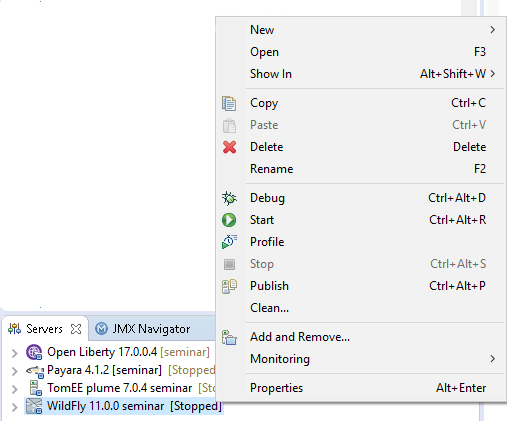 New
Open F3
Show In Alt+Shift+W
Copy Ctrl+C
Paste Ctrl+V
Delete Delete
Rename F2
Debug Ctrl+Alt+D
Start Ctrl+Alt+R
Profile
Stop Ctrl+Alt+S
Publish Ctrl+Alt+P
Clean...
Add and Remove...
Monitoring
Properties Alt+Enter
Servers JMX Navigator
Open Liberty 17.0.0.4 [seminar]
Payara 4.1.2 [seminar] [Stopped
TomEE plume 7.0.4 seminar [Sto
WildFly 11.0.0 seminar [Stopped]